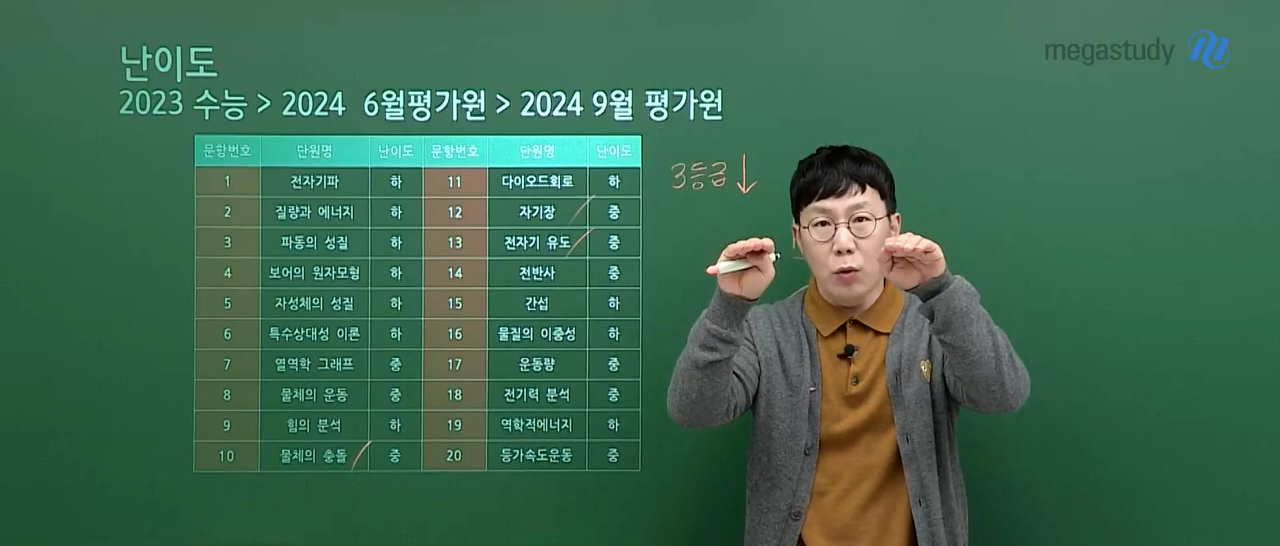 난이도
megastudy
2023 수능 > 2024 6월평가원 > 2024 9월 평가원
문항번호 단원명 난이도 문항번호 단원명 난이도
1 전자기파 하 11 다이오드회로 하
2 질량과 에너지 하 12 자기장 중
3 파동의 성질 하 13 전자기 유도 중
4 보어의 원자모형 하 14 전반사 중
5 자성체의 성질 하 15 간섭 하
6 특수상대성 이론 하 16 물질의 이중성 하
7 열역학 그래프 중 17 운동량 중
8 물체의 운동 중 18 전기력 분석 중
9 힘의 분석 하 19 역학적에너지 하
10 물체의 충돌 중 20 등가속도운동 중
3등급↓